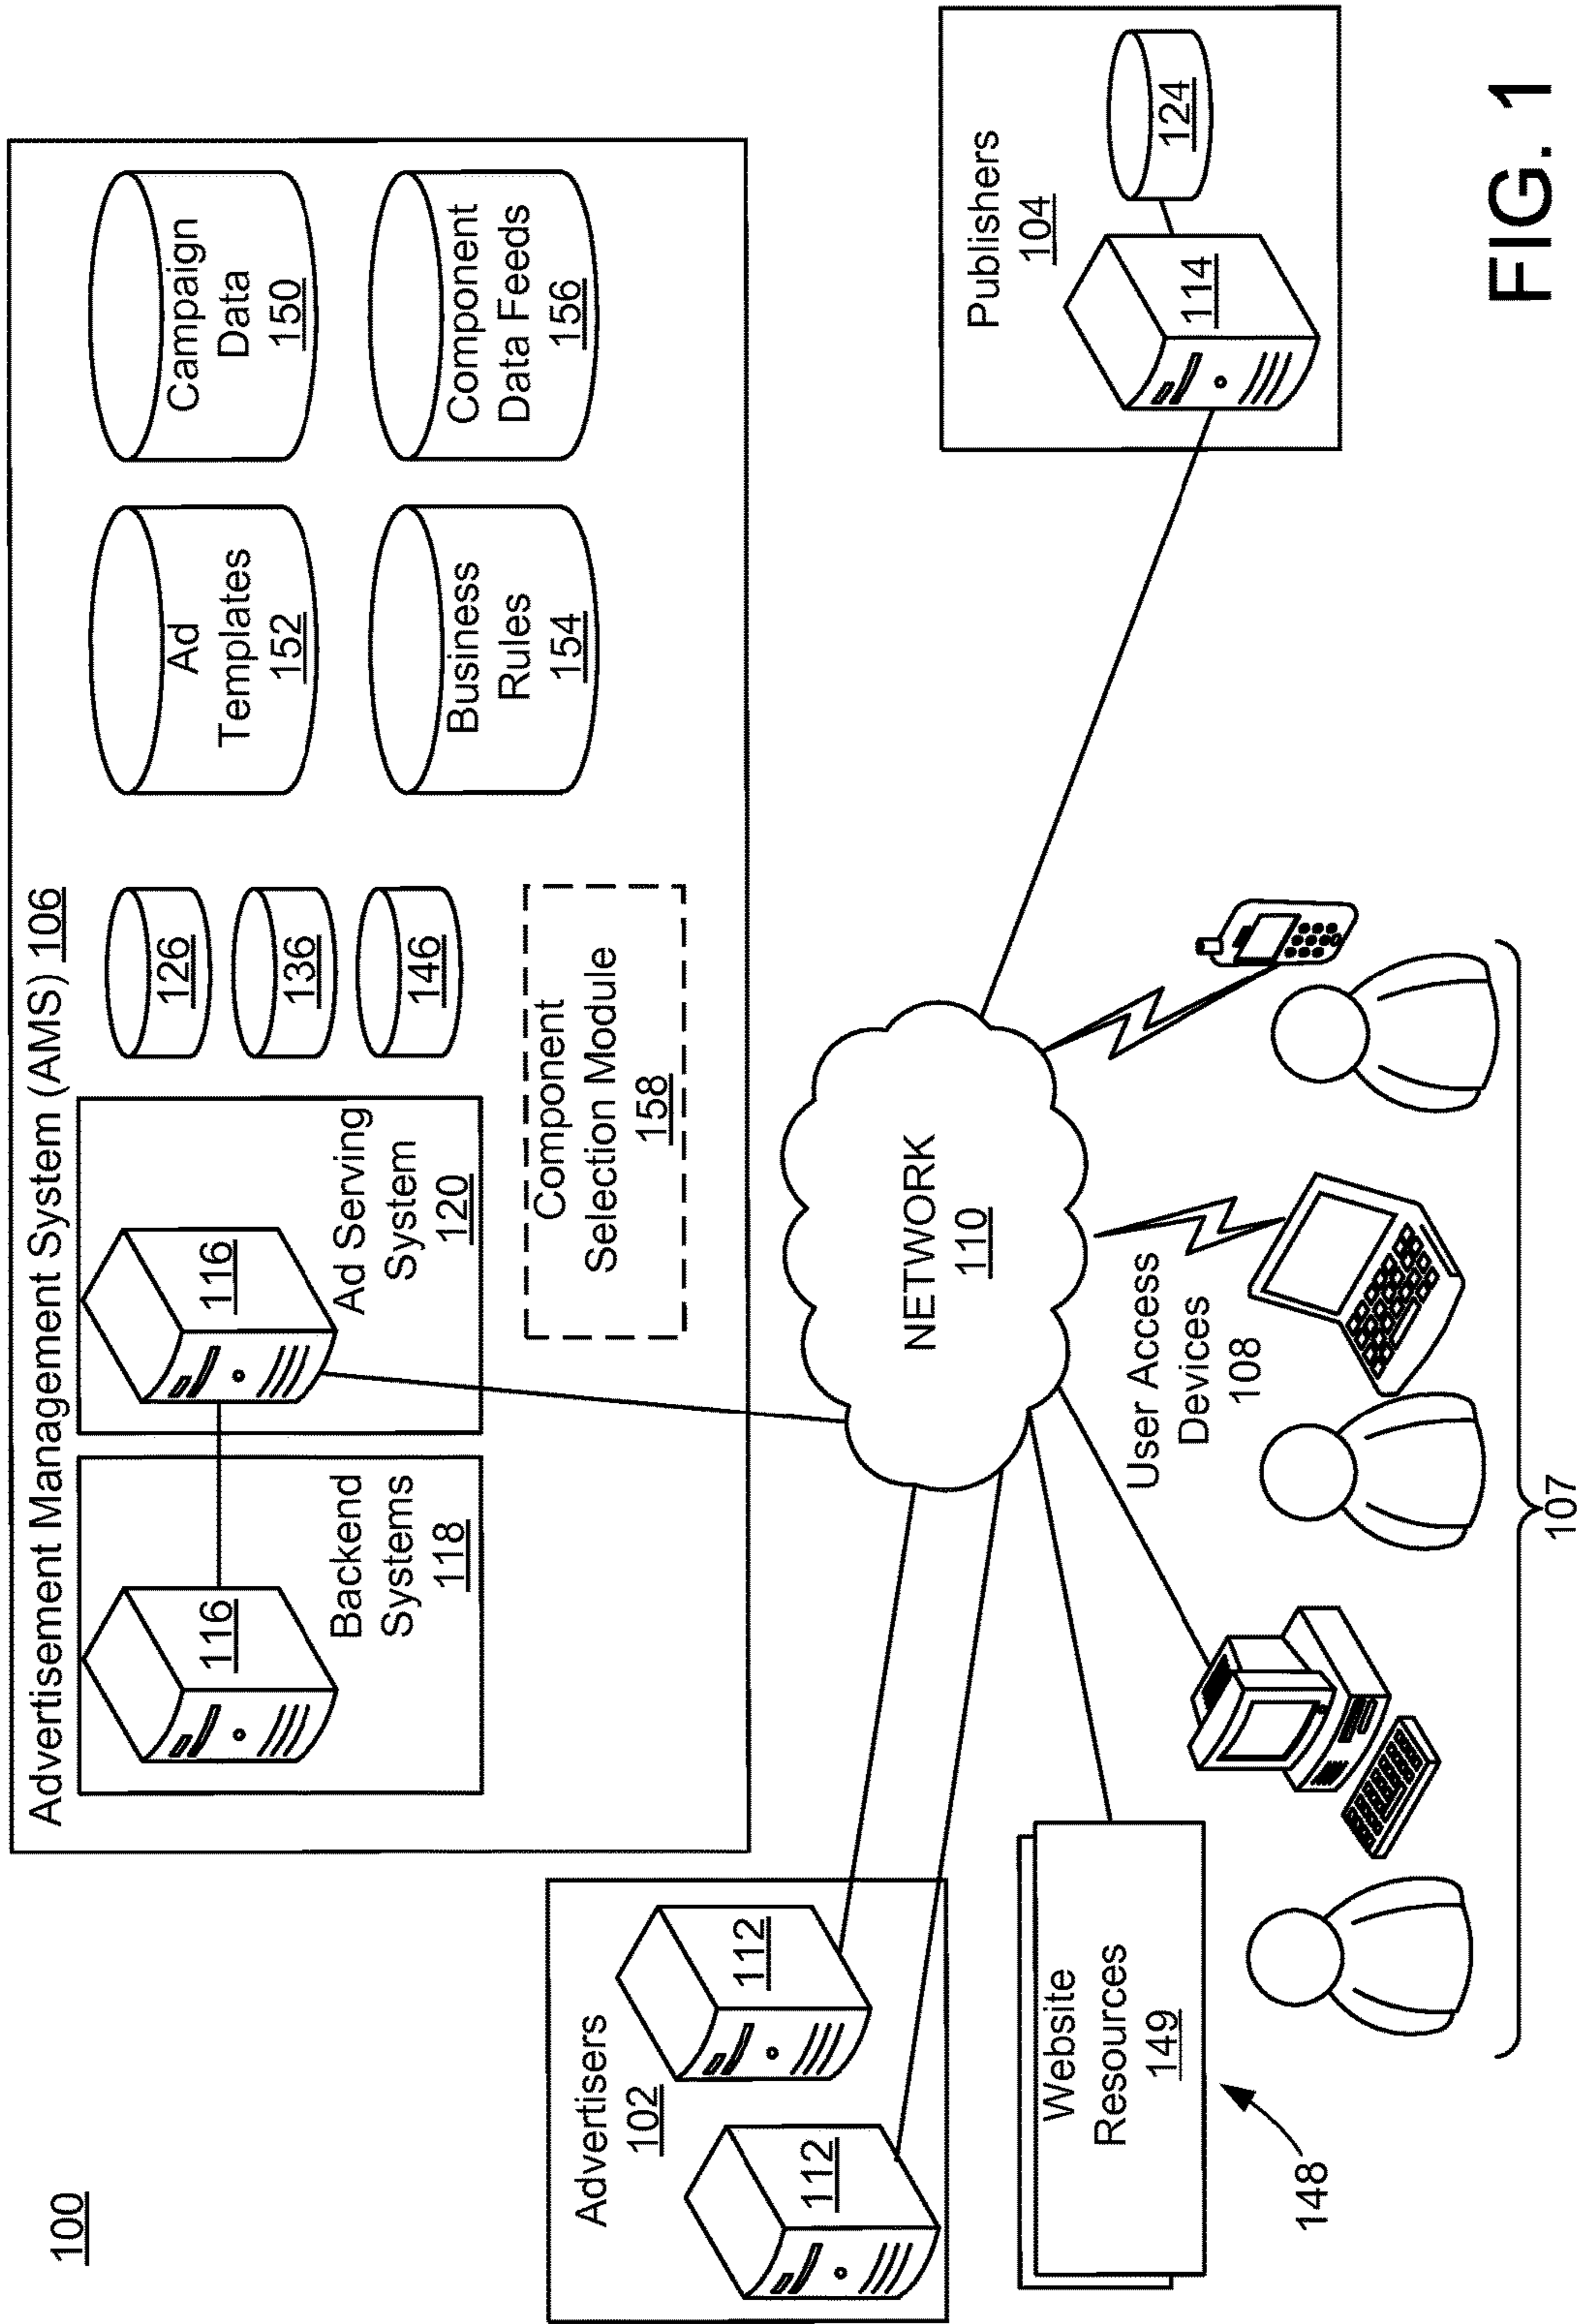 100
Advertisement Management System (AMS) 106
116
Backend
Systems
118
116
Ad Serving
System
120
126
136
146
Component
Selection Module
158
Ad
Templates
152
Campaign
Data
150
Business
Rules
154
Component
Data Feeds
156
Advertisers
102
112
112
NETWORK
110
Publishers
104
114
124
Website
Resources
149
148
User Access
Devices
108
107
FIG. 1